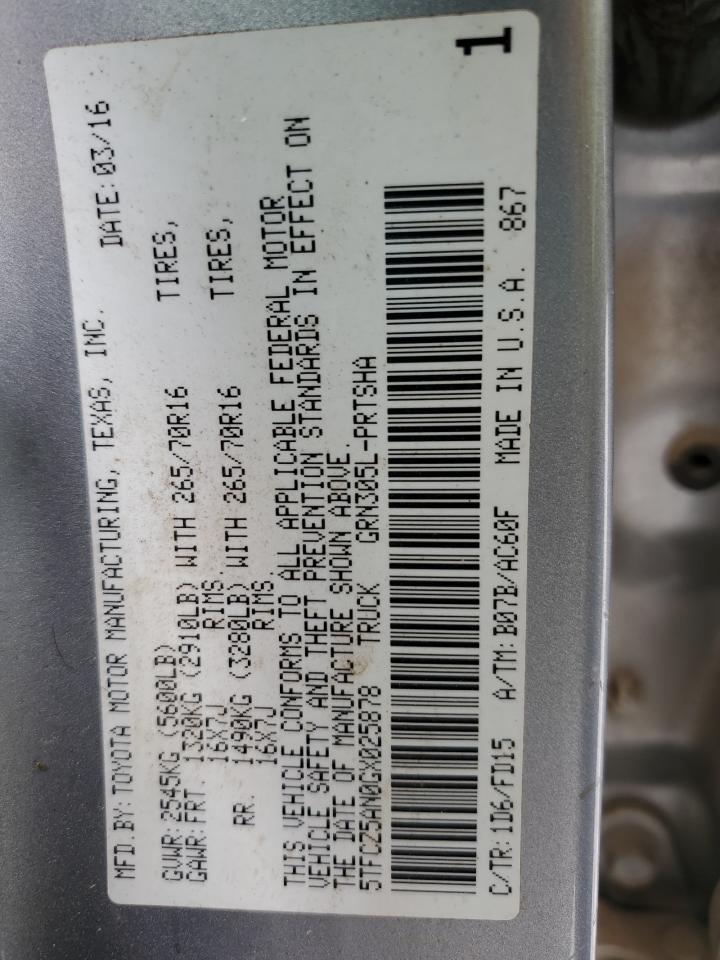 MFD.BY:TOYOTA MOTOR MANUFACTURING, TEXAS, INC. DATE:03/16
GVWR:2545KG (5600LB)
GAWR:FRT. 1320KG (2910LB) WITH 265/70R16 TIRES,
16X7J RIMS
RR. 1490KG (3280LB) WITH 265/70R16 TIRES,
16X7J RIMS
THIS VEHICLE CONFORMS TO ALL APPLICABLE FEDERAL MOTOR
VEHICLE SAFETY AND THEFT PREVENTION STANDARDS IN EFFECT ON
THE DATE OF MANUFACTURE SHOWN ABOVE.
5TFCZ5AN0GX025878 TRUCK GRN305L-PRTSHA
C/TR:1D6/FD15 A/TM:B07B/AC60F MADE IN U.S.A. 867
1